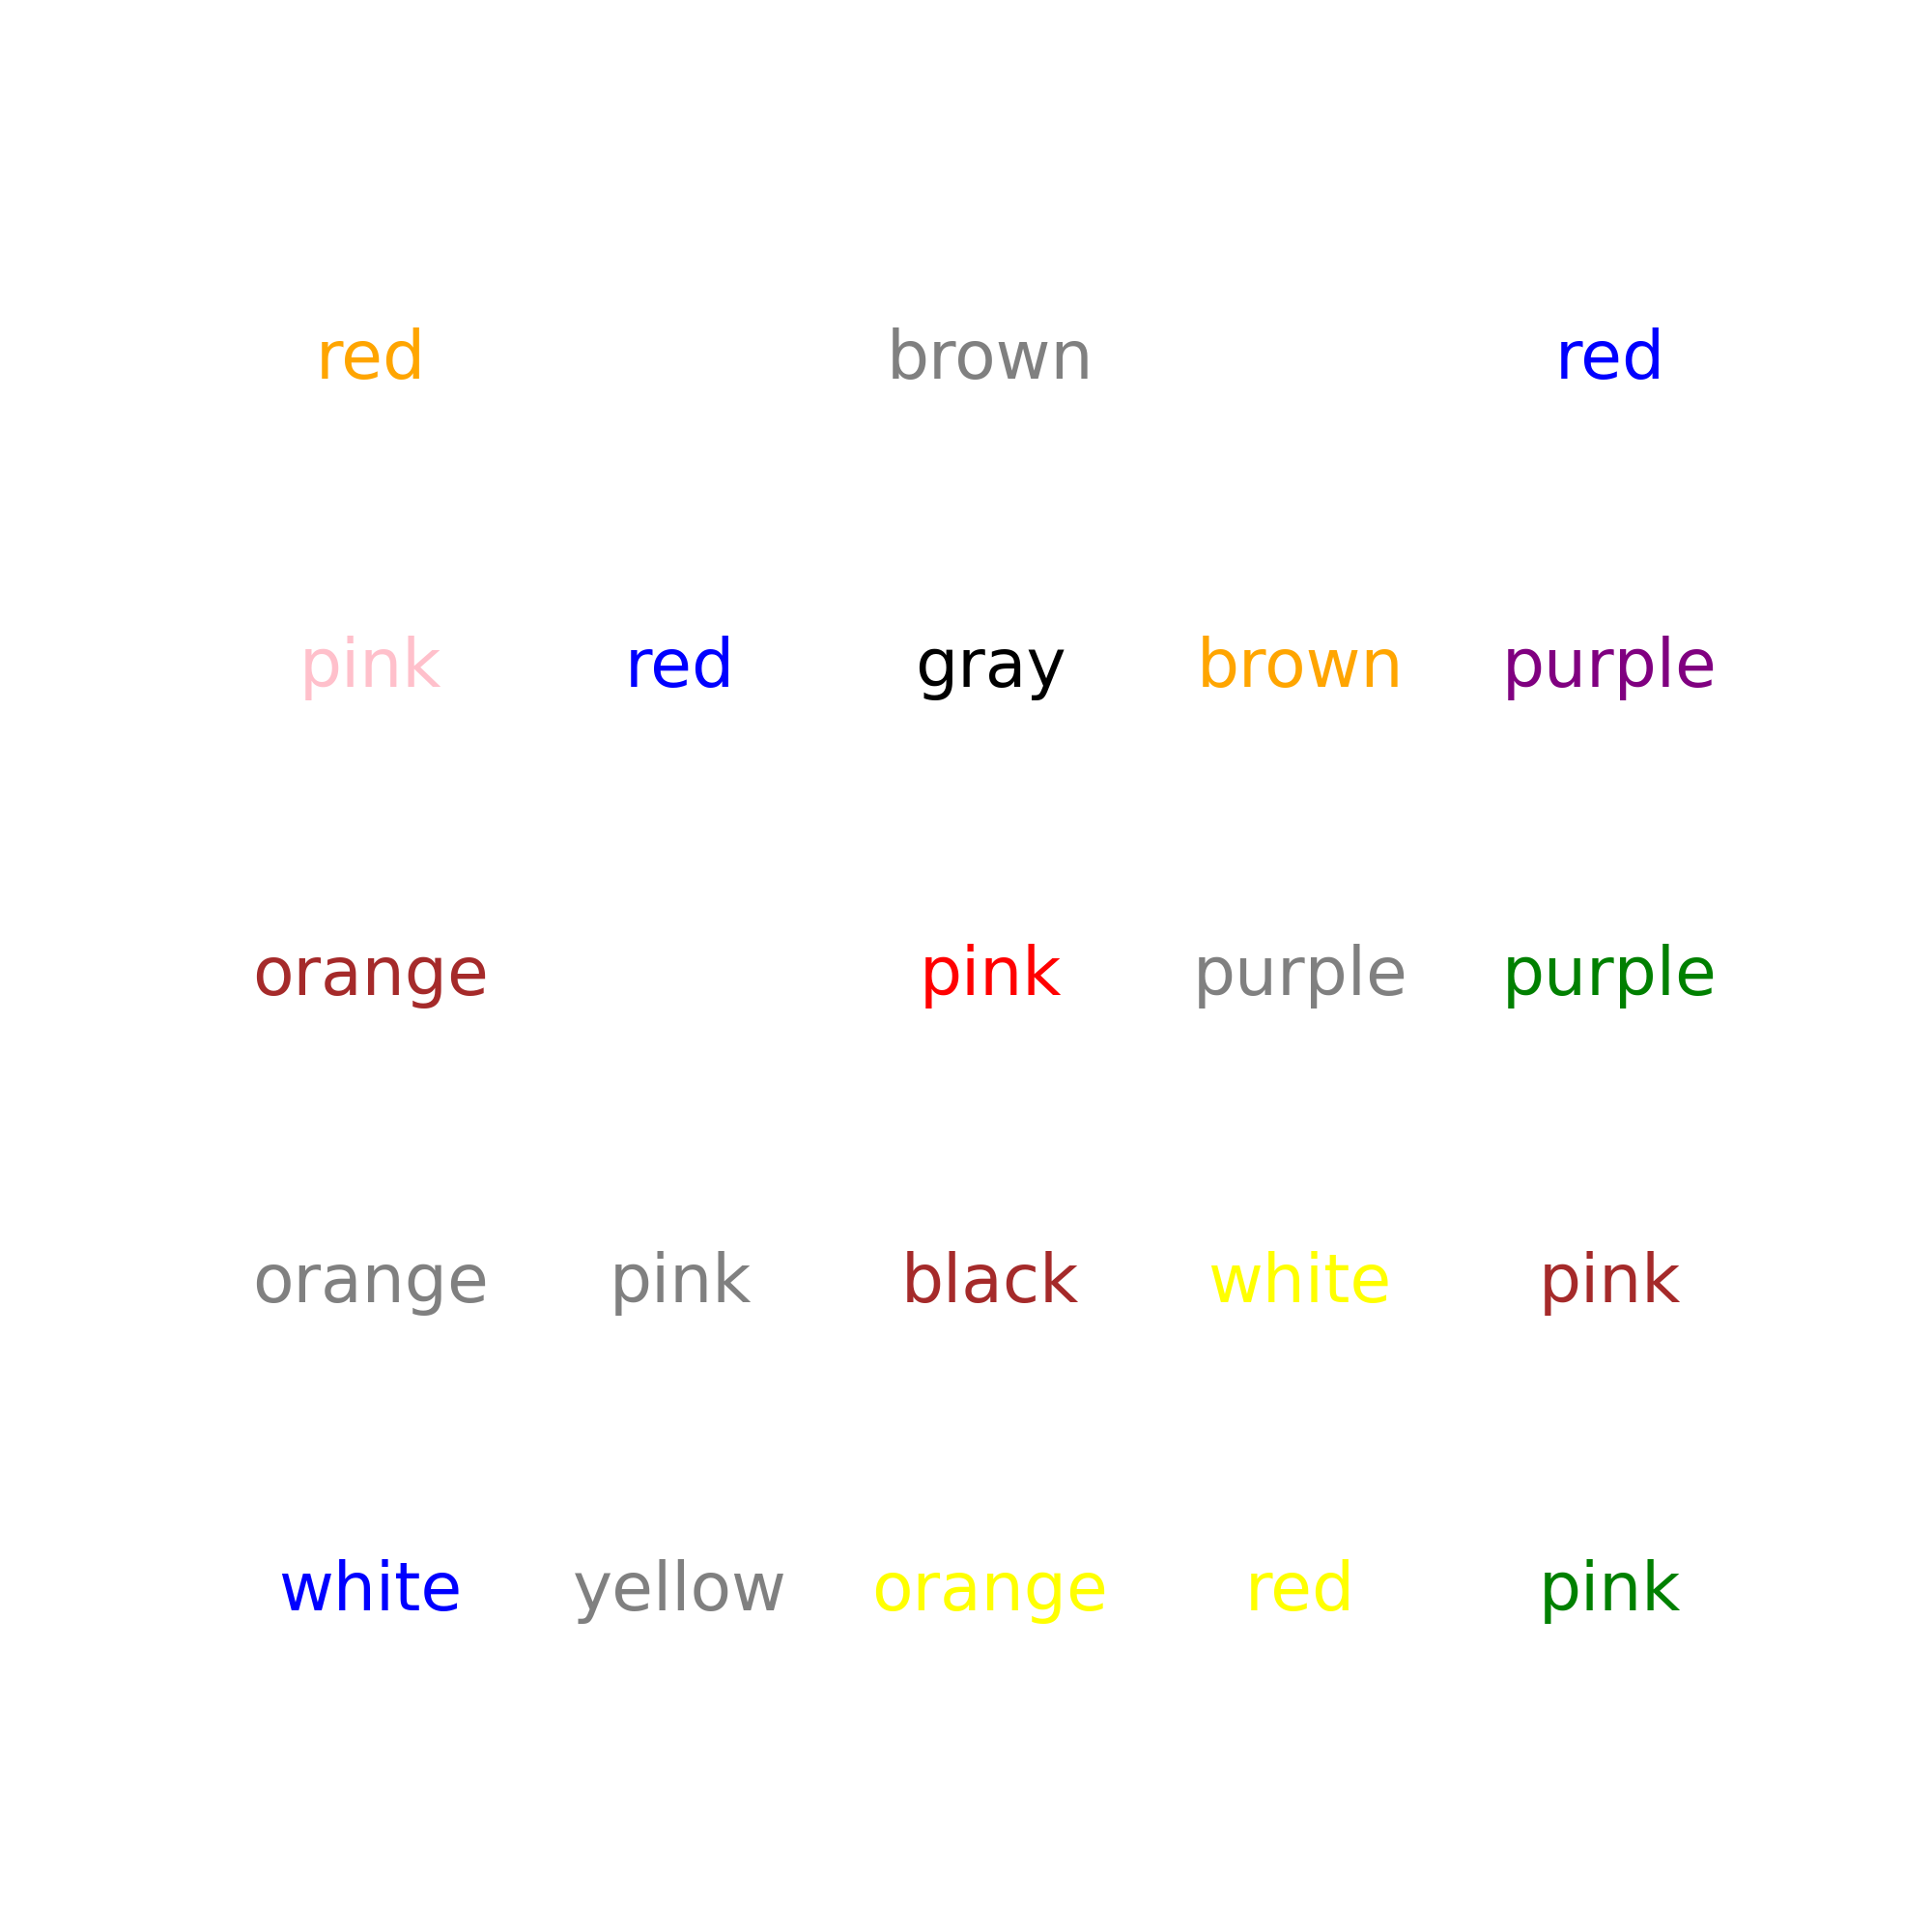 red brown red
pink red gray brown purple
orange pink purple purple
orange pink black white pink
white yellow orange red pink